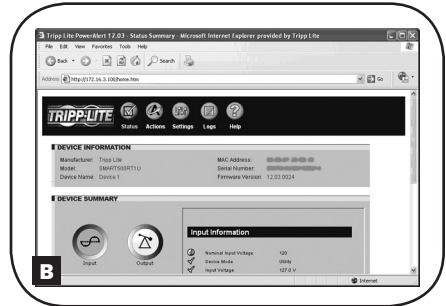 Tripp Lite PowerAlert 12.03 - Status Summary - Microsoft Internet Explorer provided by Tripp Lite
File Edit View Favorites Tools Help
Back Search
Address http://172.16.3.100/home.htm Go
TRIPP·LITE
Status Actions Settings Logs Help
DEVICE INFORMATION
Manufacturer: Tripp Lite MAC Address:
Model: SMART500RT1U Serial Number:
Device Name: Device 1 Firmware Version: 12.03.0024
DEVICE SUMMARY
Input Output
Input Information
Nominal Input Voltage 120
Device Mode Utility
Input Voltage 127.0 V
B
Internet